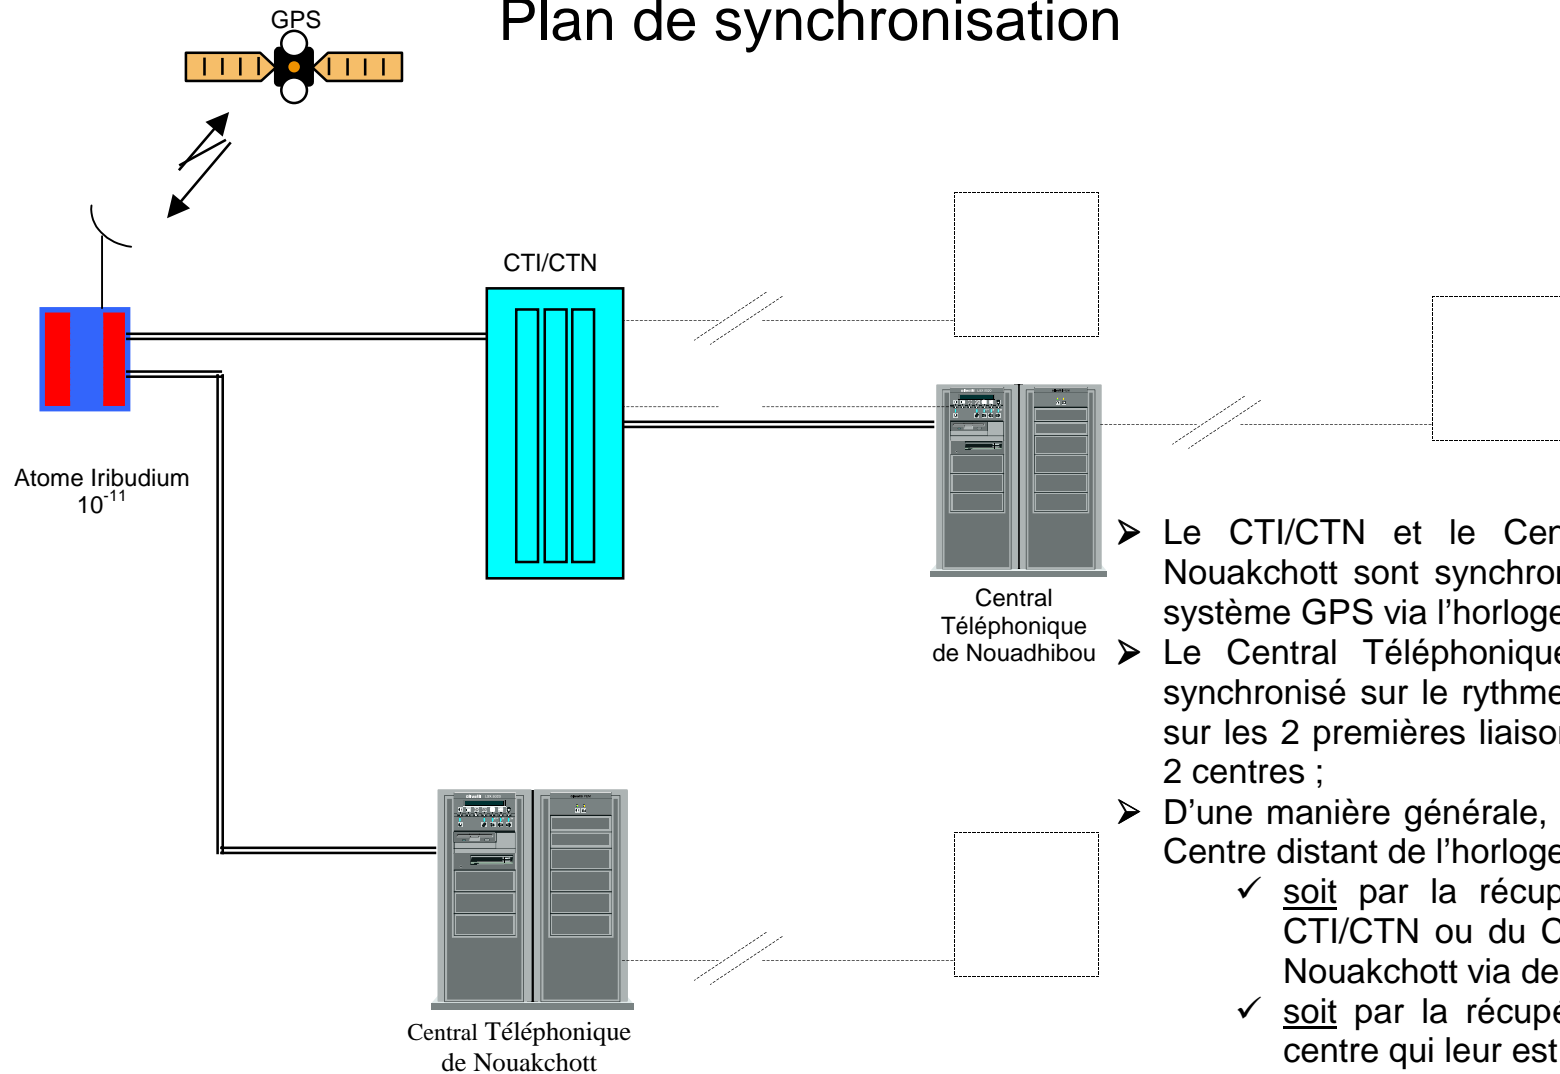 Plan de synchronisation
GPS
CTI/CTN
Atome Iribudium
10⁻¹¹
Central
Téléphonique
de Nouadhibou
➢ Le CTI/CTN et le Cen
Nouakchott sont synchron
système GPS via l'horloge
➢ Le Central Téléphonique
synchronisé sur le rythme
sur les 2 premières liaison
2 centres ;
➢ D'une manière générale,
Centre distant de l'horloge
✓ soit par la récup
CTI/CTN ou du C
Nouakchott via de
✓ soit par la récupé
centre qui leur est
Central Téléphonique
de Nouakchott